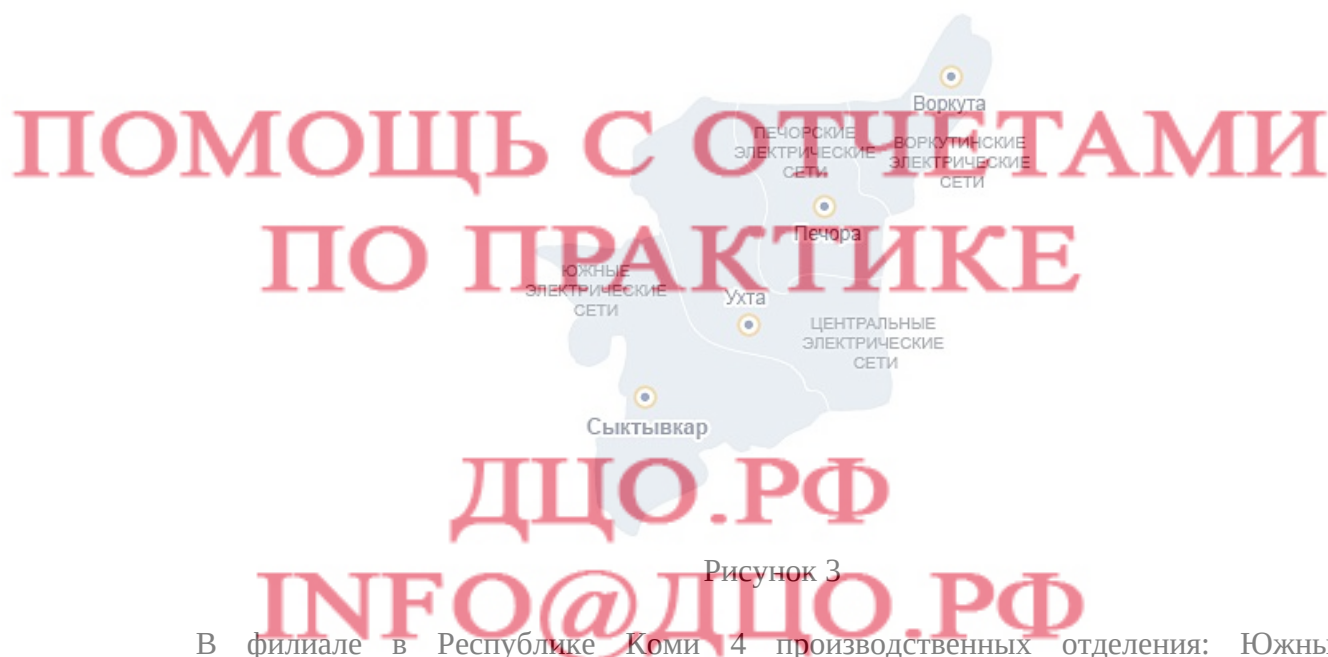 Воркута
ПОМОЩЬ С ОТЧЕТАМИ
ПЕЧОРСКИЕ
ЭЛЕКТРИЧЕСКИЕ
СЕТИ
ВОРКУТИНСКИЕ
ЭЛЕКТРИЧЕСКИЕ
СЕТИ
Печора
ПО ПРАКТИКЕ
ЮЖНЫЕ
ЭЛЕКТРИЧЕСКИЕ
СЕТИ
Ухта
ЦЕНТРАЛЬНЫЕ
ЭЛЕКТРИЧЕСКИЕ
СЕТИ
Сыктывкар
ДЦО.РФ
Рисунок 3
INFO@ДЦО.РФ
В филиале в Республике Коми 4 производственных отделения: Южны